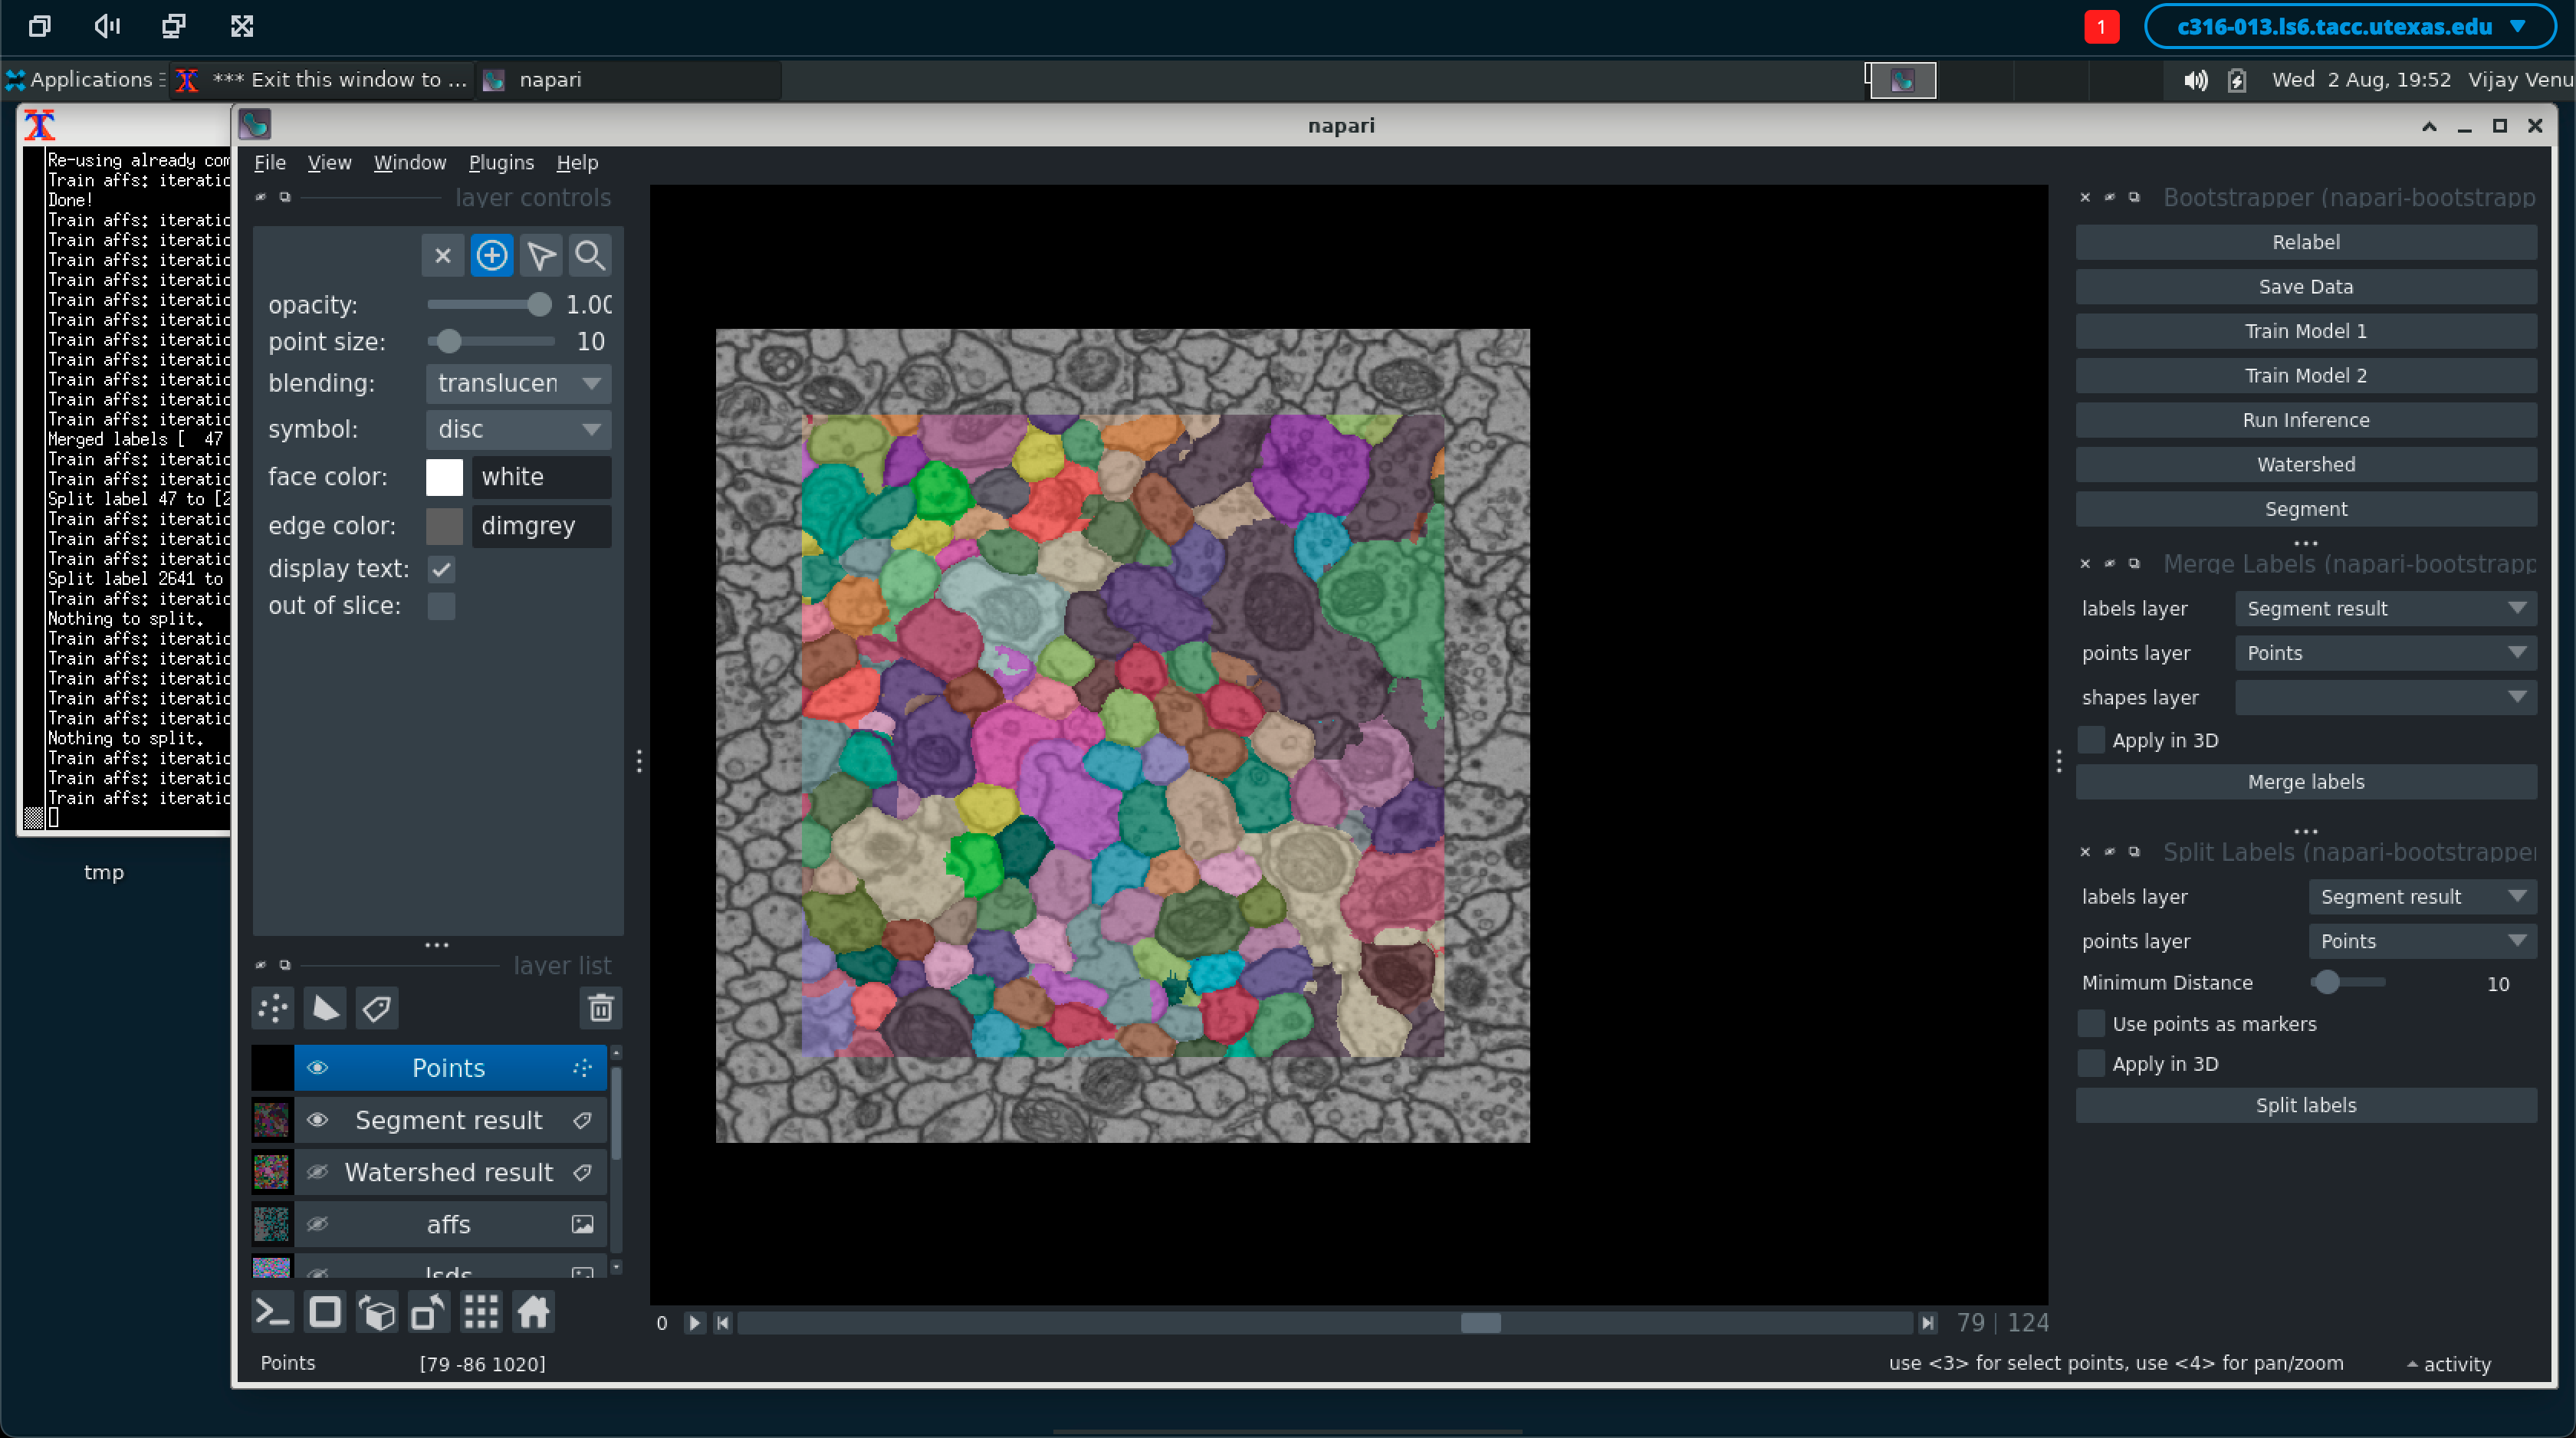 1
c316-013.ls6.tacc.utexas.edu
Applications
*** Exit this window to ...
napari
Wed 2 Aug, 19:52
Vijay Venu
napari
Re-using already com
Train affs: iteratic
Done!
Train affs: iteratic
Train affs: iteratic
Train affs: iteratic
Train affs: iteratic
Train affs: iteratic
Train affs: iteratic
Train affs: iteratic
Train affs: iteratic
Train affs: iteratic
Train affs: iteratic
Train affs: iteratic
Merged labels [ 47
Train affs: iteratic
Train affs: iteratic
Split label 47 to [2
Train affs: iteratic
Train affs: iteratic
Train affs: iteratic
Split label 2641 to
Train affs: iteratic
Nothing to split.
Train affs: iteratic
Train affs: iteratic
Train affs: iteratic
Train affs: iteratic
Train affs: iteratic
Nothing to split.
Train affs: iteratic
Train affs: iteratic
Train affs: iteratic
tmp
File View Window Plugins Help
layer controls
opacity: 1.00
point size: 10
blending: translucen
symbol: disc
face color: white
edge color: dimgrey
display text:
out of slice:
layer list
Points
Segment result
Watershed result
affs
lsds
0
79 | 124
Points [79 -86 1020]
use <3> for select points, use <4> for pan/zoom
activity
Bootstrapper (napari-bootstrapp
Relabel
Save Data
Train Model 1
Train Model 2
Run Inference
Watershed
Segment
Merge Labels (napari-bootstrapp
labels layer Segment result
points layer Points
shapes layer
Apply in 3D
Merge labels
Split Labels (napari-bootstrapper
labels layer Segment result
points layer Points
Minimum Distance 10
Use points as markers
Apply in 3D
Split labels